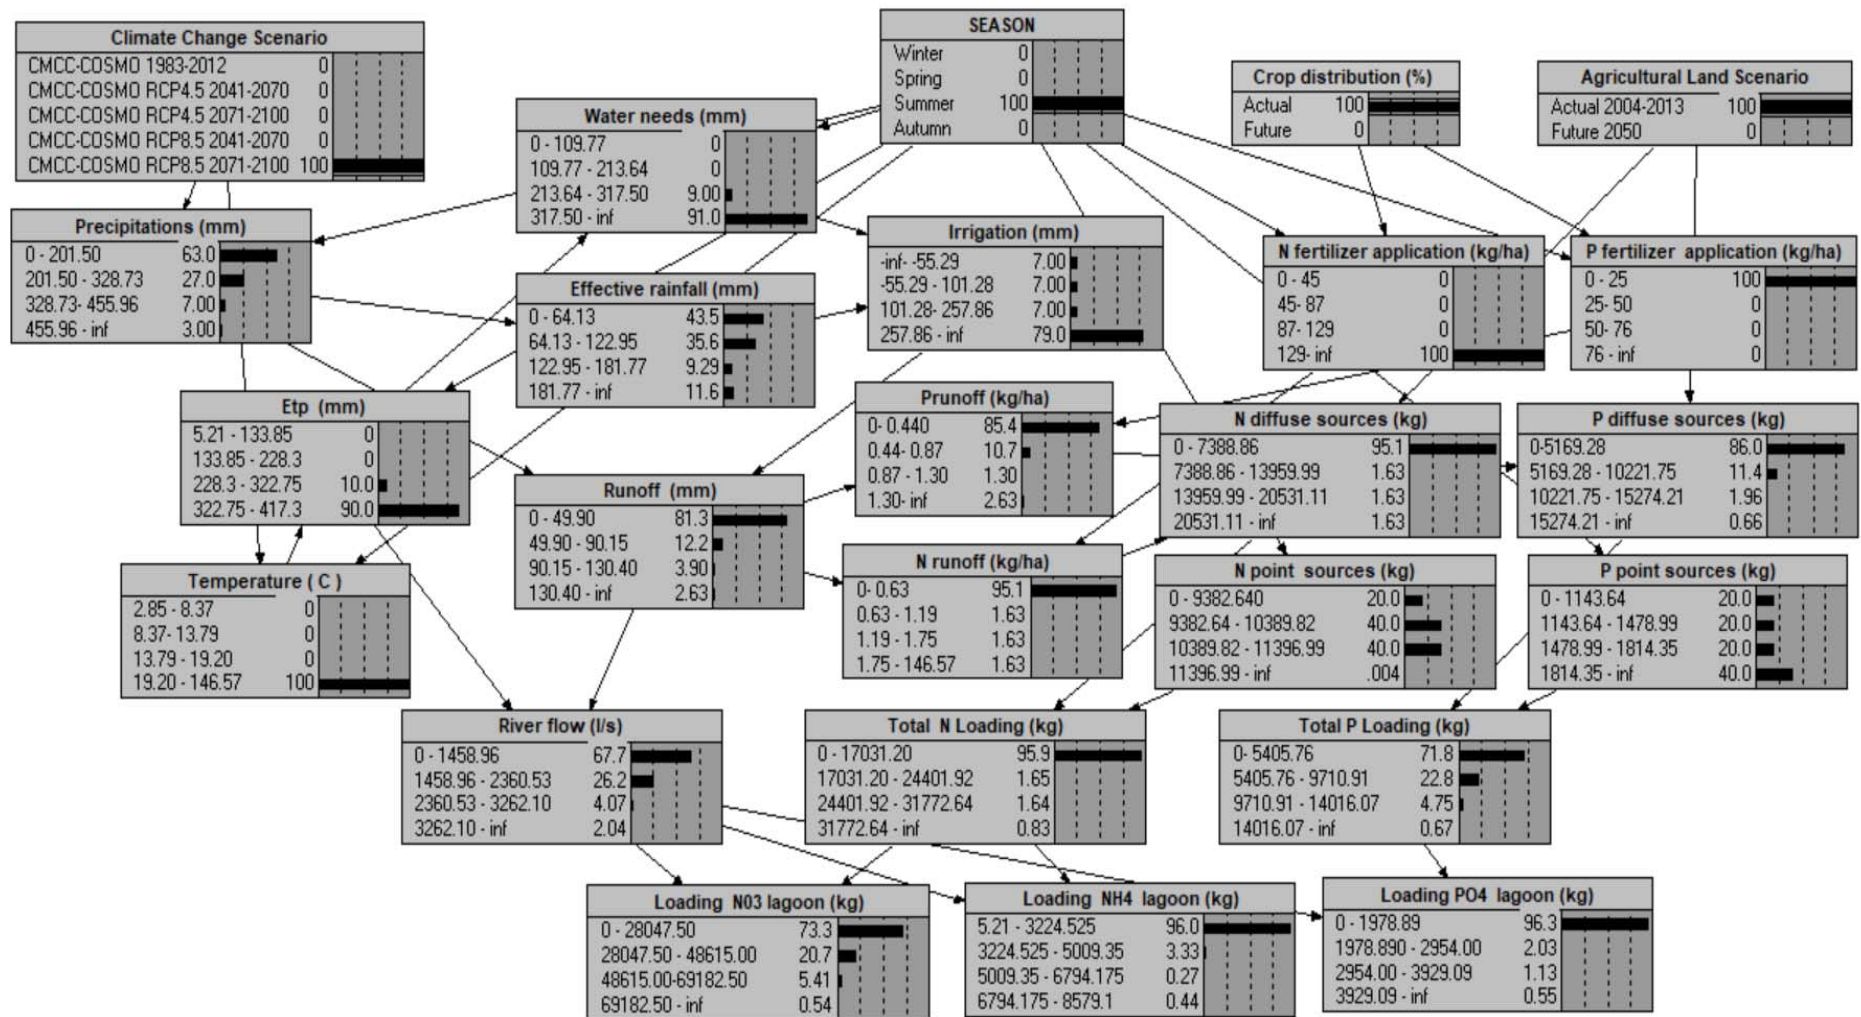 Climate Change Scenario
CMCC-COSMO 1983-2012 0
CMCC-COSMO RCP4.5 2041-2070 0
CMCC-COSMO RCP4.5 2071-2100 0
CMCC-COSMO RCP8.5 2041-2070 0
CMCC-COSMO RCP8.5 2071-2100 100
SEASON
Winter 0
Spring 0
Summer 100
Autumn 0
Crop distribution (%)
Actual 100
Future 0
Agricultural Land Scenario
Actual 2004-2013 100
Future 2050 0
Water needs (mm)
0 - 109.77 0
109.77 - 213.64 0
213.64 - 317.50 9.00
317.50 - inf 91.0
Precipitations (mm)
0 - 201.50 63.0
201.50 - 328.73 27.0
328.73- 455.96 7.00
455.96 - inf 3.00
Effective rainfall (mm)
0 - 64.13 43.5
64.13 - 122.95 35.6
122.95 - 181.77 9.29
181.77 - inf 11.6
Irrigation (mm)
-inf- -55.29 7.00
-55.29 - 101.28 7.00
101.28- 257.86 7.00
257.86 - inf 79.0
N fertilizer application (kg/ha)
0 - 45 0
45- 87 0
87- 129 0
129- inf 100
P fertilizer application (kg/ha)
0 - 25 100
25- 50 0
50- 76 0
76 - inf 0
Etp (mm)
5.21 - 133.85 0
133.85 - 228.3 0
228.3 - 322.75 10.0
322.75 - 417.3 90.0
Prunoff (kg/ha)
0- 0.440 85.4
0.44- 0.87 10.7
0.87 - 1.30 1.30
1.30- inf 2.63
N diffuse sources (kg)
0 - 7388.86 95.1
7388.86 - 13959.99 1.63
13959.99 - 20531.11 1.63
20531.11 - inf 1.63
P diffuse sources (kg)
0-5169.28 86.0
5169.28 - 10221.75 11.4
10221.75 - 15274.21 1.96
15274.21 - inf 0.66
Runoff (mm)
0 - 49.90 81.3
49.90 - 90.15 12.2
90.15 - 130.40 3.90
130.40 - inf 2.63
Temperature ( C )
2.85 - 8.37 0
8.37- 13.79 0
13.79 - 19.20 0
19.20 - 146.57 100
N runoff (kg/ha)
0- 0.63 95.1
0.63 - 1.19 1.63
1.19 - 1.75 1.63
1.75 - 146.57 1.63
N point sources (kg)
0 - 9382.640 20.0
9382.64 - 10389.82 40.0
10389.82 - 11396.99 40.0
11396.99 - inf .004
P point sources (kg)
0 - 1143.64 20.0
1143.64 - 1478.99 20.0
1478.99 - 1814.35 20.0
1814.35 - inf 40.0
River flow (l/s)
0 - 1458.96 67.7
1458.96 - 2360.53 26.2
2360.53 - 3262.10 4.07
3262.10 - inf 2.04
Total N Loading (kg)
0 - 17031.20 95.9
17031.20 - 24401.92 1.65
24401.92 - 31772.64 1.64
31772.64 - inf 0.83
Total P Loading (kg)
0- 5405.76 71.8
5405.76 - 9710.91 22.8
9710.91 - 14016.07 4.75
14016.07 - inf 0.67
Loading N03 lagoon (kg)
0 - 28047.50 73.3
28047.50 - 48615.00 20.7
48615.00-69182.50 5.41
69182.50 - inf 0.54
Loading NH4 lagoon (kg)
5.21 - 3224.525 96.0
3224.525 - 5009.35 3.33
5009.35 - 6794.175 0.27
6794.175 - 8579.1 0.44
Loading PO4 lagoon (kg)
0 - 1978.89 96.3
1978.890 - 2954.00 2.03
2954.00 - 3929.09 1.13
3929.09 - inf 0.55